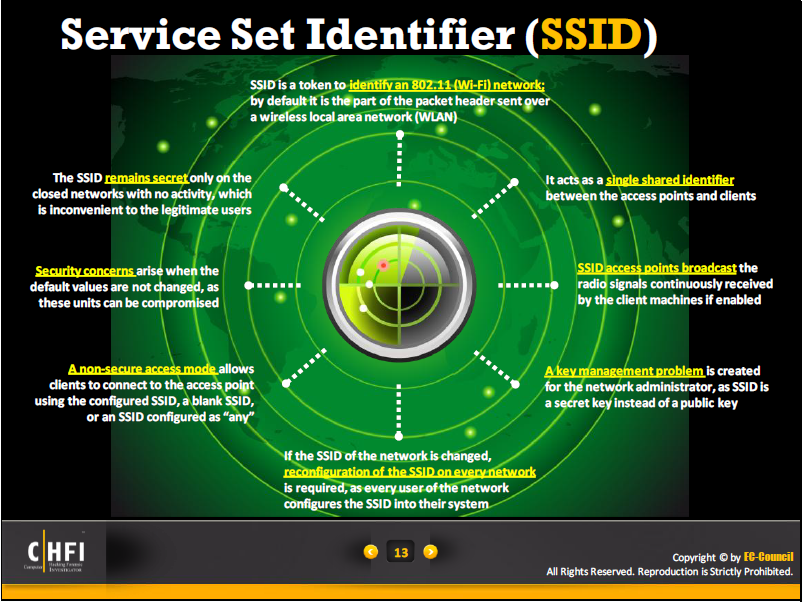 Service Set Identifier (SSID)
SSID is a token to identify an 802.11 (Wi-Fi) network;
by default it is the part of the packet header sent over
a wireless local area network (WLAN)
The SSID remains secret only on the
closed networks with no activity, which
is inconvenient to the legitimate users
It acts as a single shared identifier
between the access points and clients
Security concerns arise when the
default values are not changed, as
these units can be compromised
SSID access points broadcast the
radio signals continuously received
by the client machines if enabled
A non-secure access mode allows
clients to connect to the access point
using the configured SSID, a blank SSID,
or an SSID configured as “any”
A key management problem is created
for the network administrator, as SSID is
a secret key instead of a public key
If the SSID of the network is changed,
reconfiguration of the SSID on every network
is required, as every user of the network
configures the SSID into their system
CHFI
Computer Hacking Forensic
INVESTIGATOR
13
Copyright © by EC-Council
All Rights Reserved. Reproduction is Strictly Prohibited.